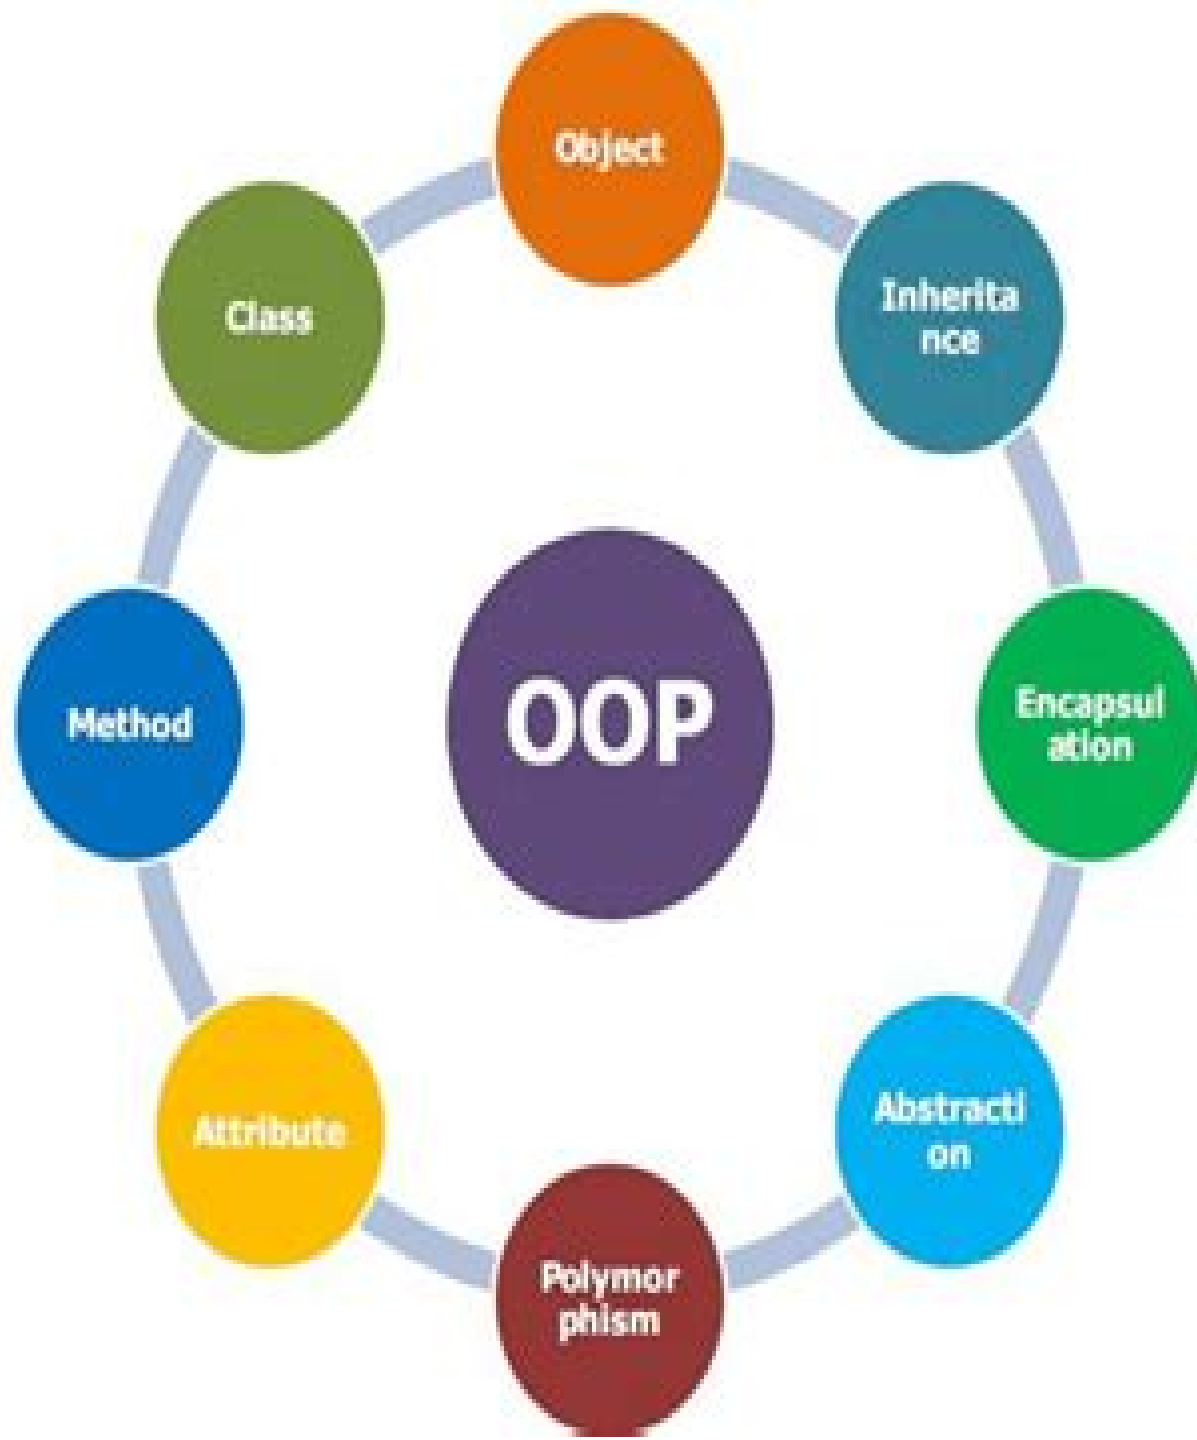 Object
Class
Inherita
nce
OOP
Method
Encapsul
ation
Attribute
Abstracti
on
Polymor
phism